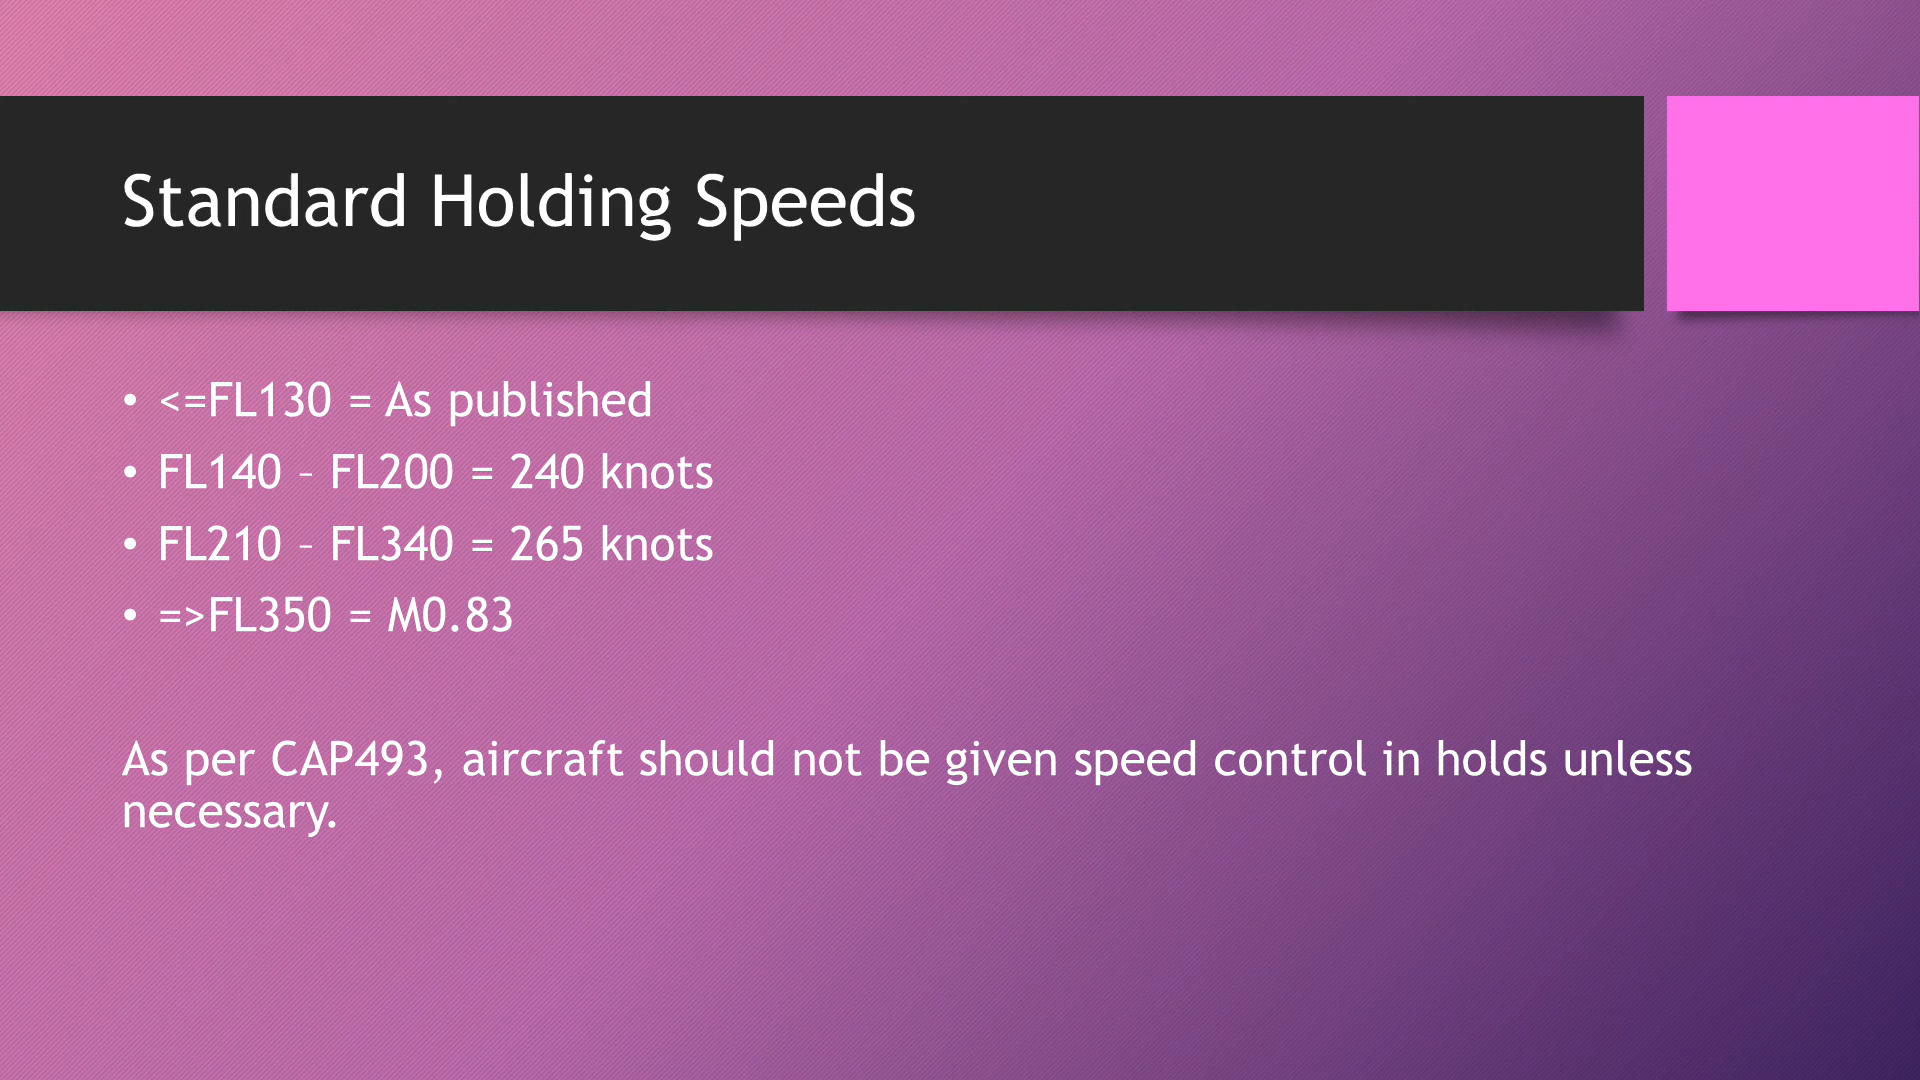 Standard Holding Speeds
• <=FL130 = As published
• FL140 – FL200 = 240 knots
• FL210 – FL340 = 265 knots
• =>FL350 = M0.83
As per CAP493, aircraft should not be given speed control in holds unless
necessary.